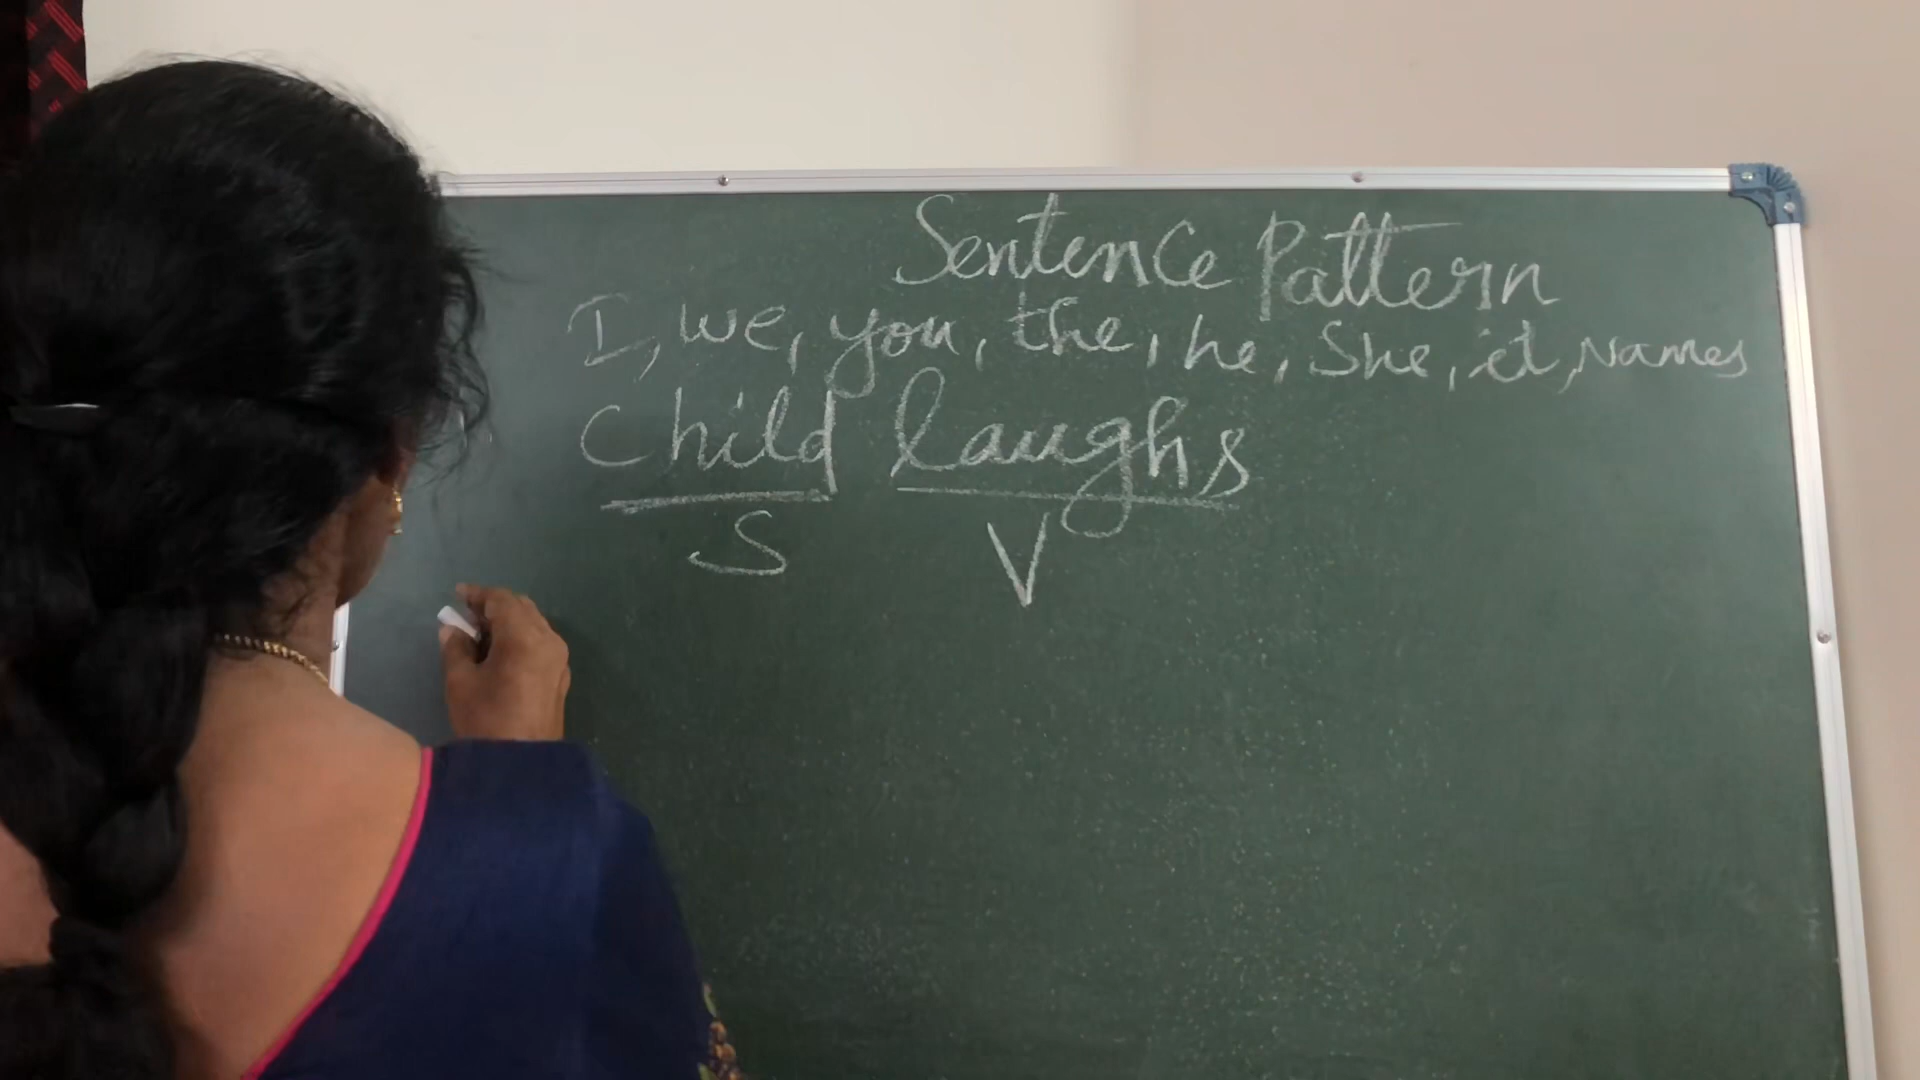 Sentence Pattern
I, we, you, the, he, She, it, Names
Child laughs
S V